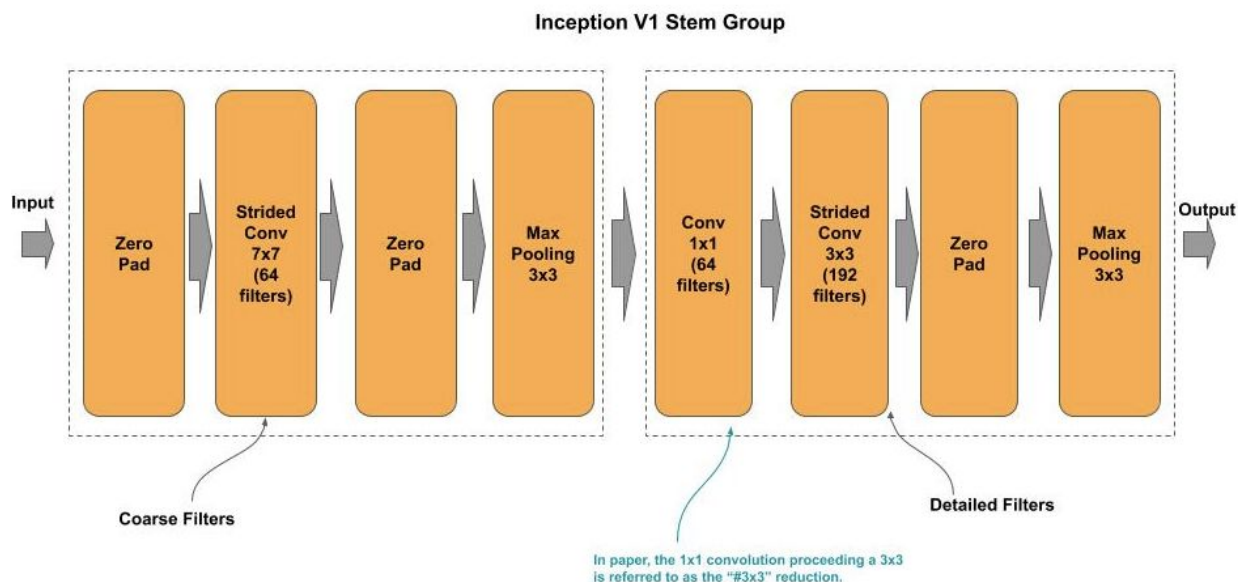 Inception V1 Stem Group
Input
Zero
Pad
Strided
Conv
7x7
(64
filters)
Zero
Pad
Max
Pooling
3x3
Conv
1x1
(64
filters)
Strided
Conv
3x3
(192
filters)
Zero
Pad
Max
Pooling
3x3
Output
Coarse Filters
Detailed Filters
In paper, the 1x1 convolution proceeding a 3x3
is referred to as the “#3x3” reduction.